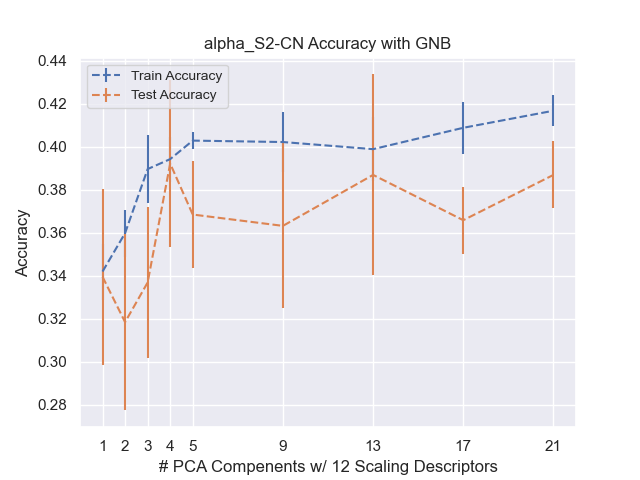 alpha_S2-CN Accuracy with GNB
0.44
Train Accuracy
Test Accuracy
0.42
0.40
0.38
0.36
0.34
0.32
0.30
0.28
Accuracy
1 2 3 4 5 9 13 17 21
# PCA Compenents w/ 12 Scaling Descriptors